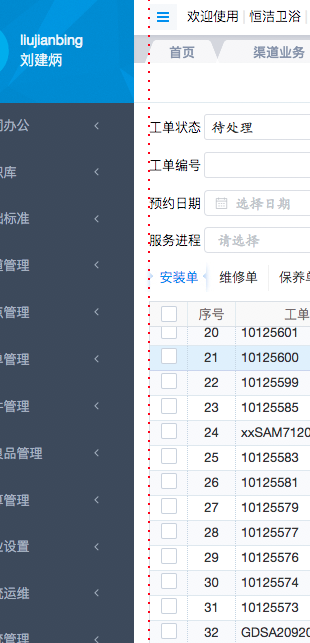 liujianbing
刘建炳
办公
库
标准
管理
管理
管理
管理
品管理
管理
设置
运维
管理
欢迎使用 | 恒洁卫浴
首页 渠道业务
工单状态 待处理
工单编号
预约日期 选择日期
服务进程 请选择
安装单 维修单 保养单
序号 工单
20 10125601
21 10125600
22 10125599
23 10125585
24 xxSAM7120
25 10125583
26 10125581
27 10125579
28 10125577
29 10125576
30 10125574
31 10125573
32 GDSA20920